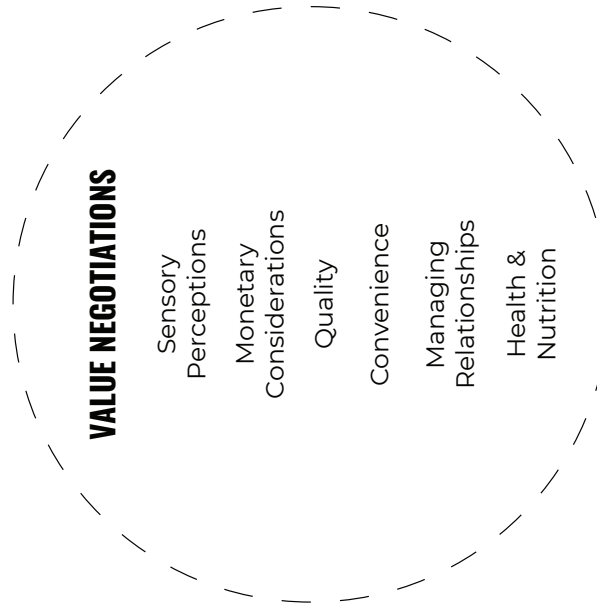 VALUE NEGOTIATIONS
Sensory
Perceptions
Monetary
Considerations
Quality
Convenience
Managing
Relationships
Health &
Nutrition